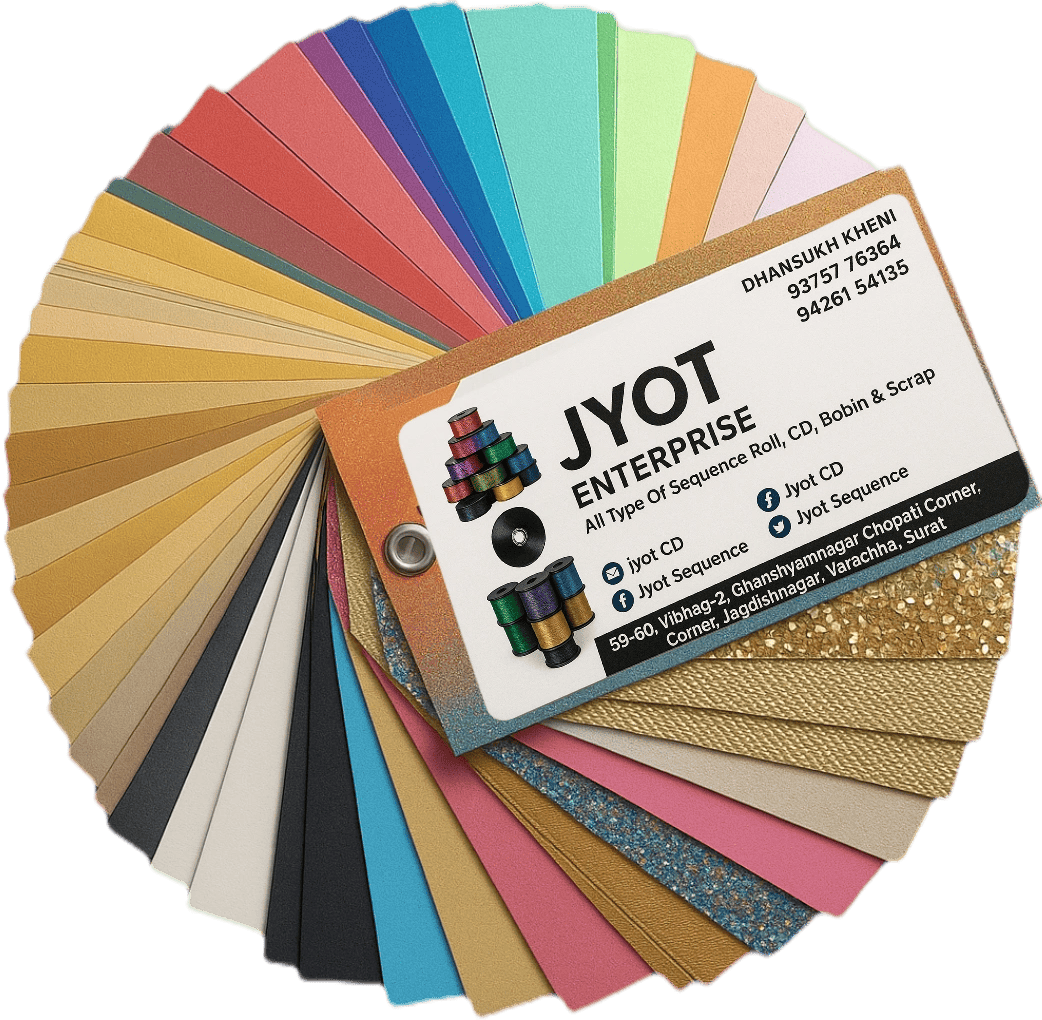 DHANSUKH KHENI
93757 76364
94261 54135
JYOT
ENTERPRISE
All Type Of Sequence Roll, CD, Bobin & Scrap
jyot CD
Jyot CD
Jyot Sequence
Jyot Sequence
59-60, Vibhag-2, Ghanshyamnagar Chopati Corner,
Corner, Jagdishnagar, Varachha, Surat